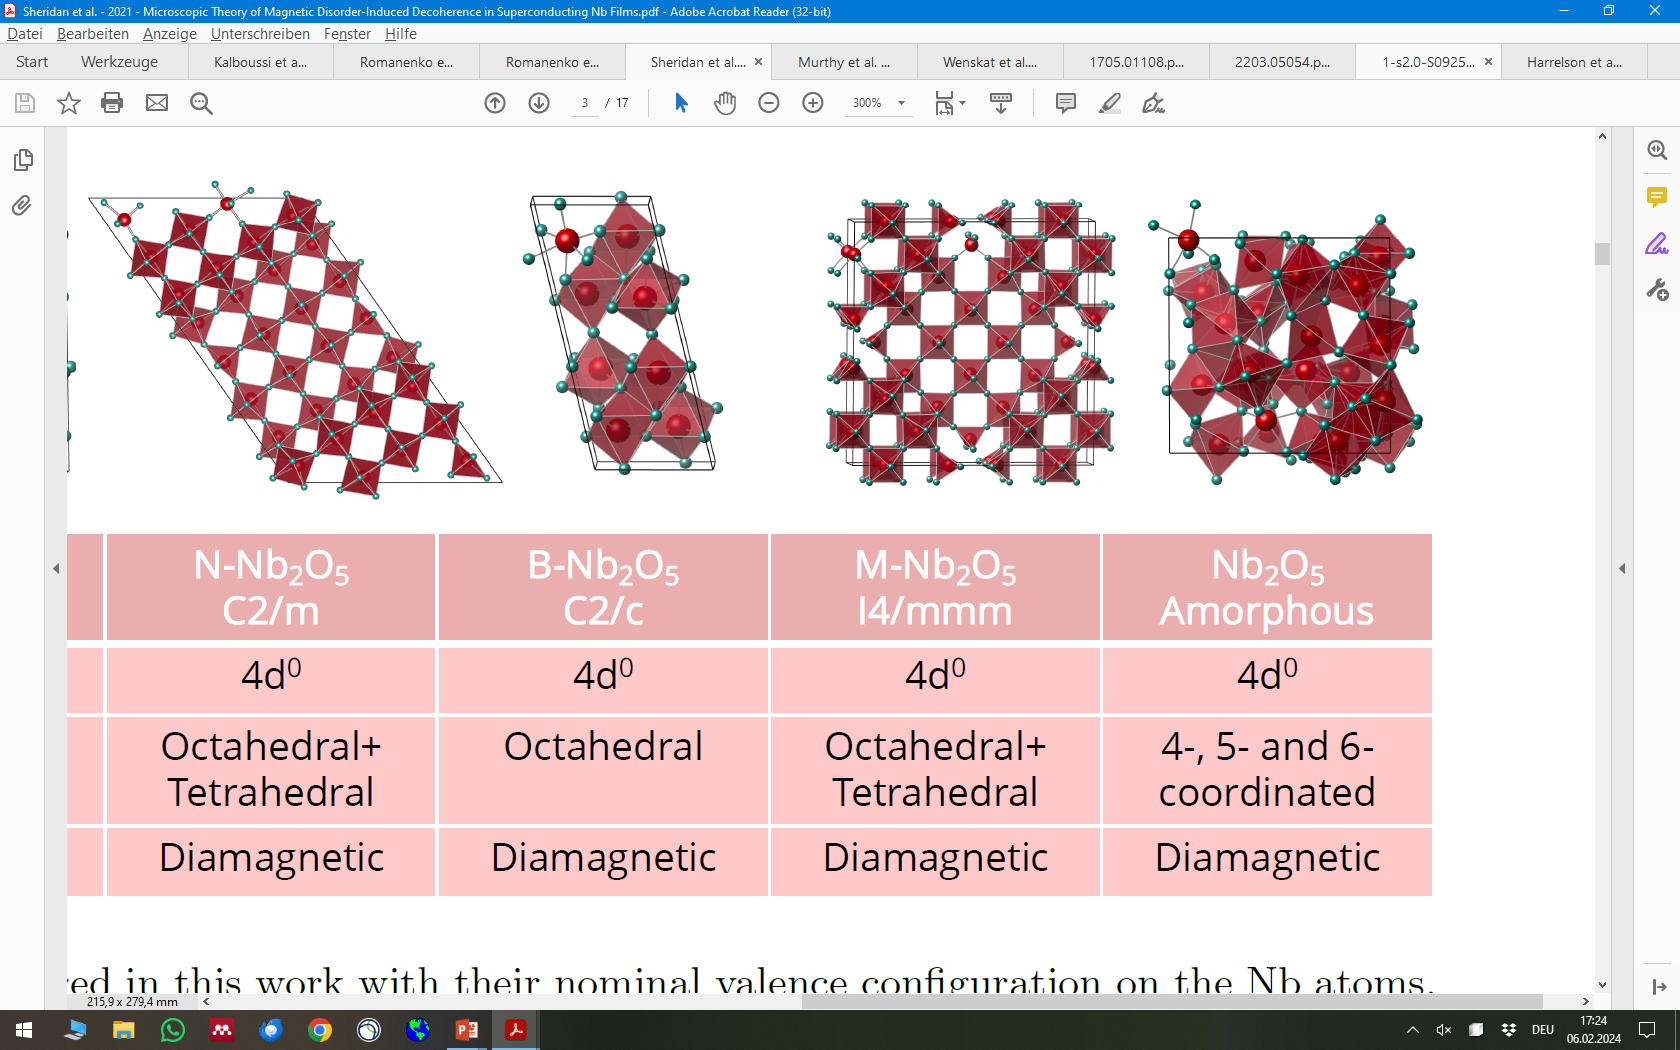 Sheridan et al. - 2021 - Microscopic Theory of Magnetic Disorder-Induced Decoherence in Superconducting Nb Films.pdf - Adobe Acrobat Reader (32-bit)
Datei Bearbeiten Anzeige Unterschreiben Fenster Hilfe
Start Werkzeuge Kalboussi et a... Romanenko e... Romanenko e... Sheridan et al.... Murthy et al. ... Wenskat et al.... 1705.01108.p... 2203.05054.p... 1-s2.0-S0925... Harrelson et a...
3 / 17 300%
N-Nb₂O₅ B-Nb₂O₅ M-Nb₂O₅ Nb₂O₅
C2/m C2/c I4/mmm Amorphous
4d⁰ 4d⁰ 4d⁰ 4d⁰
Octahedral+ Octahedral Octahedral+ 4-, 5- and 6-
Tetrahedral Tetrahedral coordinated
Diamagnetic Diamagnetic Diamagnetic Diamagnetic
red in this work with their nominal valence configuration on the Nb atoms.
215,9 x 279,4 mm
DEU 17:24
06.02.2024